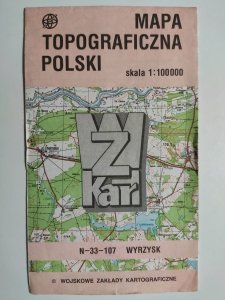 MAPA
TOPOGRAFICZNA
POLSKI
skala 1:100000
WZKart
N-33-107 WYRZYSK
© WOJSKOWE ZAKŁADY KARTOGRAFICZNE